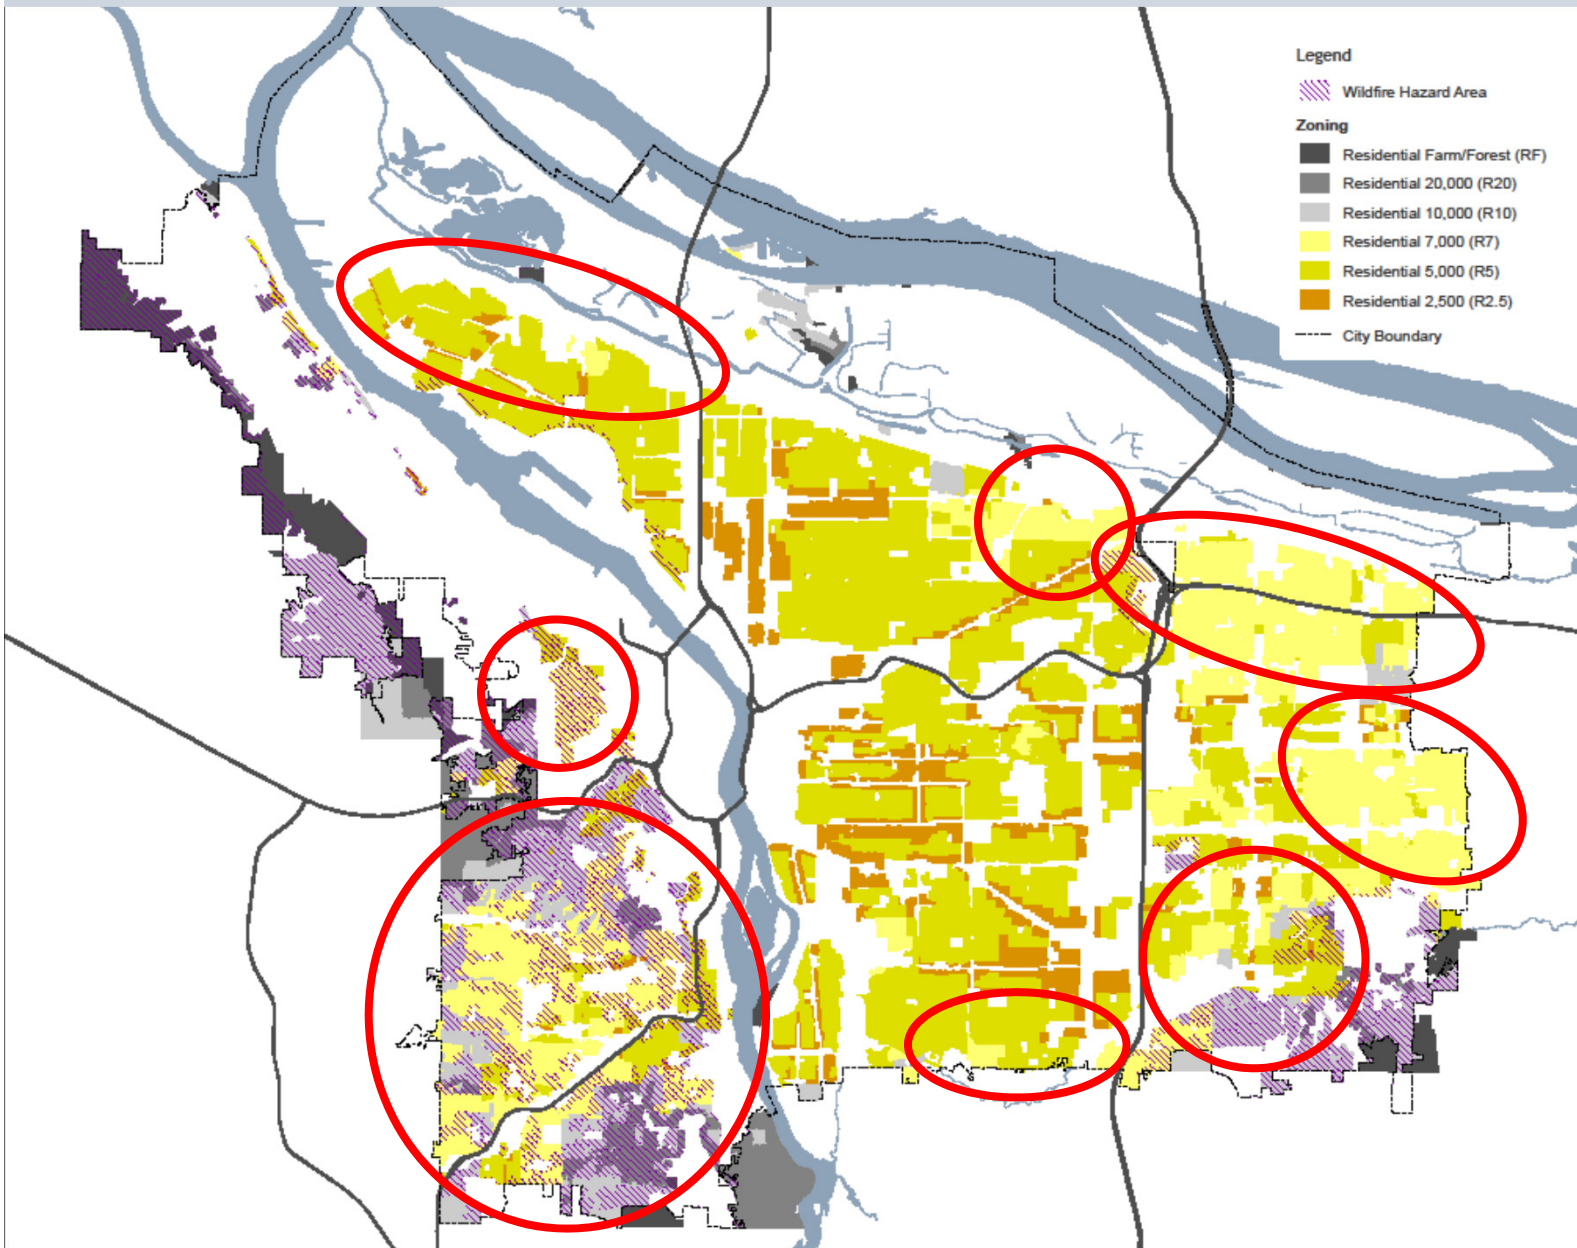 Legend
Wildfire Hazard Area
Zoning
Residential Farm/Forest (RF)
Residential 20,000 (R20)
Residential 10,000 (R10)
Residential 7,000 (R7)
Residential 5,000 (R5)
Residential 2,500 (R2.5)
City Boundary